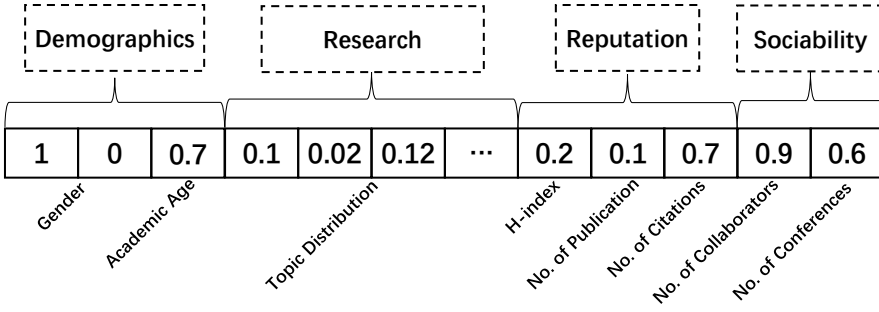 Demographics Research Reputation Sociability
1 0 0.7 0.1 0.02 0.12 ... 0.2 0.1 0.7 0.9 0.6
Gender
Academic Age
Topic Distribution
H-index
No. of Publication
No. of Citations
No. of Collaborators
No. of Conferences